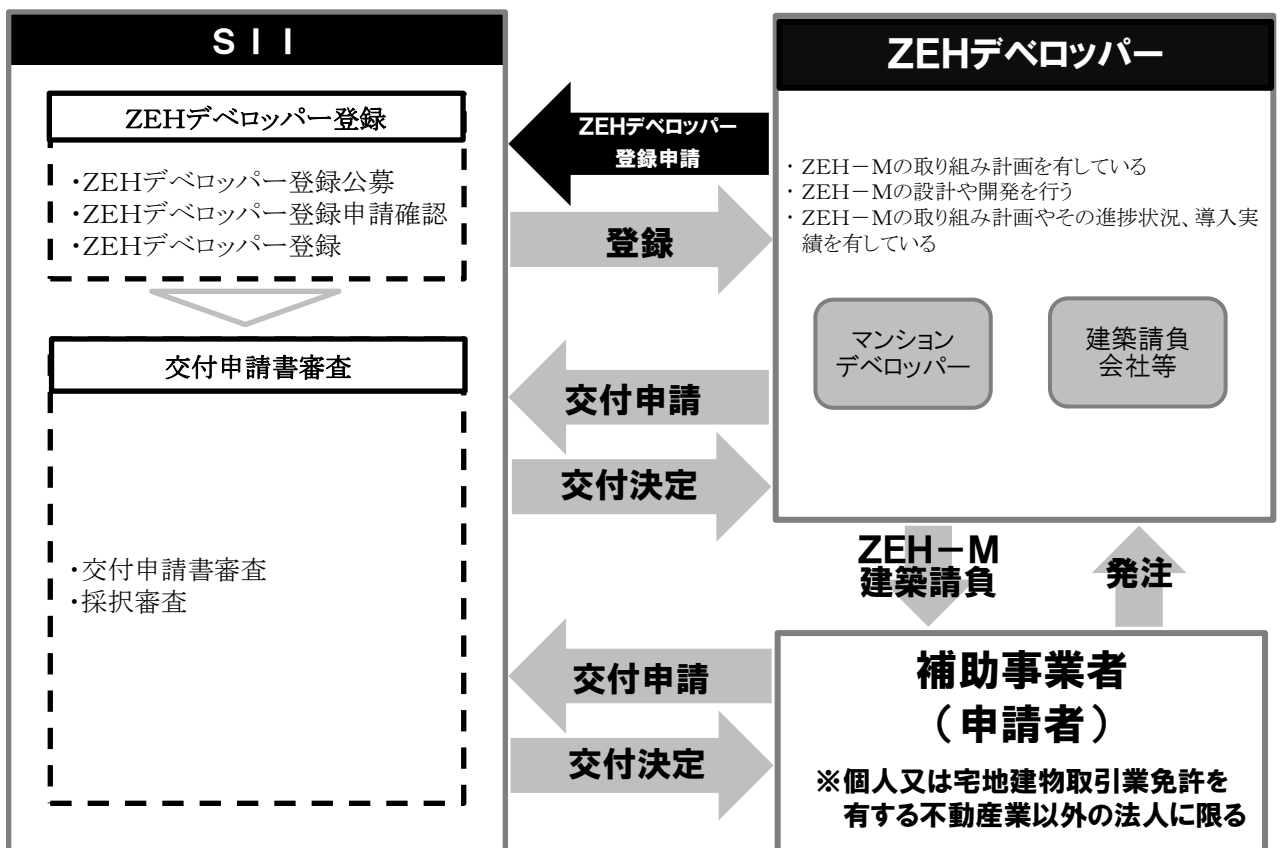 ＳＩＩ
ZEHデベロッパー登録
・ZEHデベロッパー登録公募
・ZEHデベロッパー登録申請確認
・ZEHデベロッパー登録
交付申請書審査
・交付申請書審査
・採択審査
ZEHデベロッパー
登録申請
登録
交付申請
交付決定
交付申請
交付決定
ZEHデベロッパー
・ZEH－Mの取り組み計画を有している
・ZEH－Mの設計や開発を行う
・ZEH－Mの取り組み計画やその進捗状況、導入実
績を有している
マンション
デベロッパー
建築請負
会社等
ZEH－M
建築請負
発注
補助事業者
（申請者）
※個人又は宅地建物取引業免許を
有する不動産業以外の法人に限る